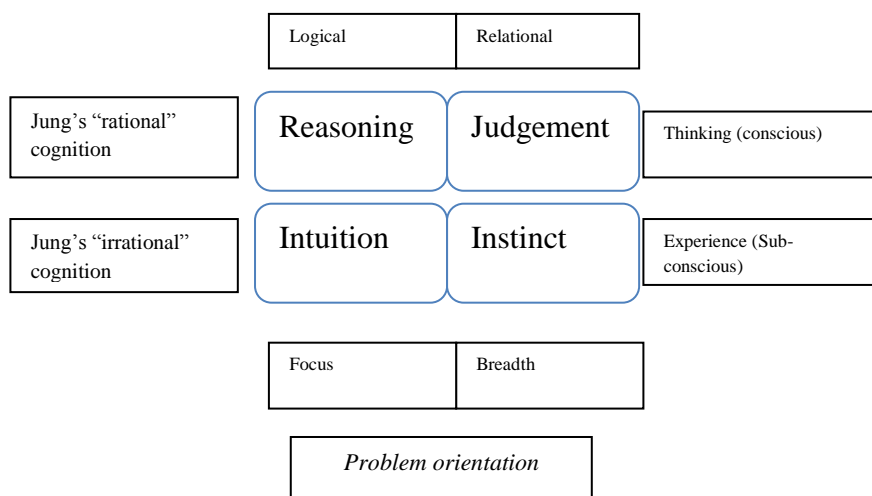 Logical
Relational
Jung’s “rational”
cognition
Reasoning
Judgement
Thinking (conscious)
Jung’s “irrational”
cognition
Intuition
Instinct
Experience (Sub-
conscious)
Focus
Breadth
Problem orientation